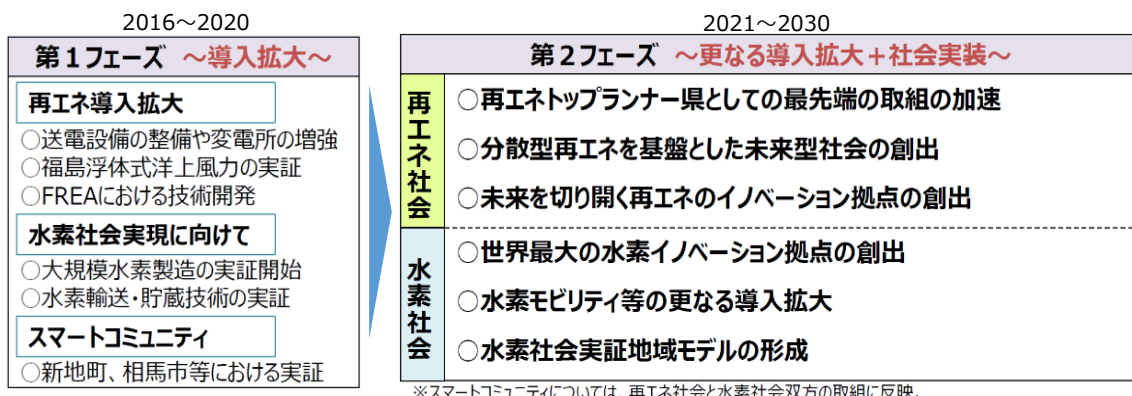 2016～2020
第1フェーズ ～導入拡大～
再エネ導入拡大
○送電設備の整備や変電所の増強
○福島浮体式洋上風力の実証
○FREAにおける技術開発
水素社会実現に向けて
○大規模水素製造の実証開始
○水素輸送・貯蔵技術の実証
スマートコミュニティ
○新地町、相馬市等における実証
2021～2030
第2フェーズ ～更なる導入拡大＋社会実装～
再エネ社会
○再エネトップランナー県としての最先端の取組の加速
○分散型再エネを基盤とした未来型社会の創出
○未来を切り開く再エネのイノベーション拠点の創出
水素社会
○世界最大の水素イノベーション拠点の創出
○水素モビリティ等の更なる導入拡大
○水素社会実証地域モデルの形成
※スマートコミュニティについては、再エネ社会と水素社会双方の取組に反映。